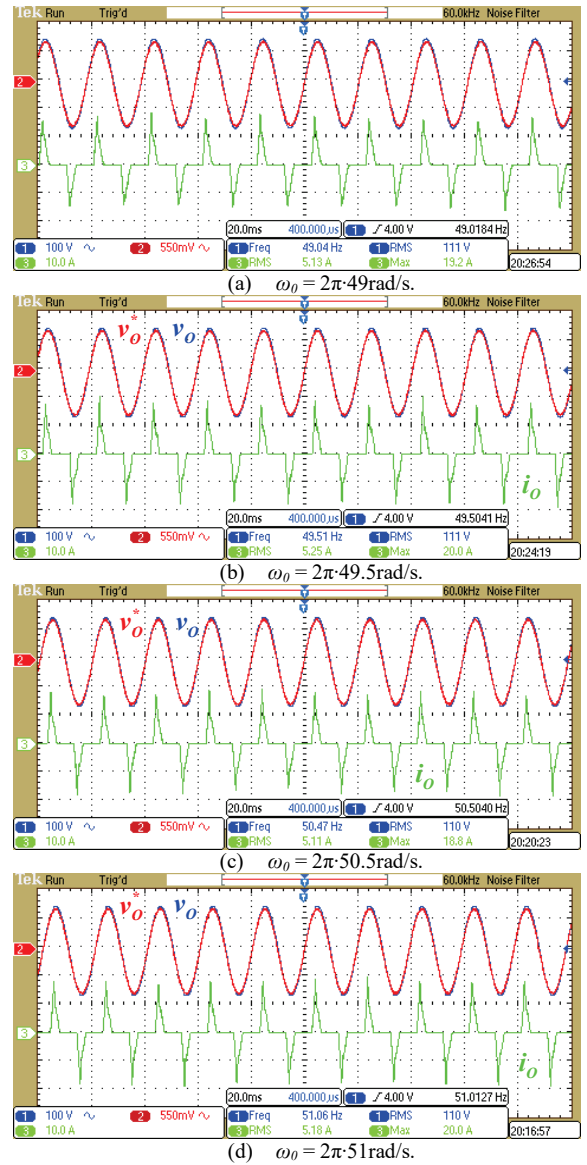 Tek Run Trig'd 60.0kHz Noise Filter
2
3
20.0ms 400.000µs 1 4.00 V 49.0184 Hz
1 100 V 2 550mV 1 Freq 49.04 Hz 1 RMS 111 V
3 10.0 A 3 RMS 5.13 A 3 Max 19.2 A 20:26:54
(a) ω0 = 2π·49rad/s.
Tek Run Trig'd 60.0kHz Noise Filter
vO* vO
2
3
iO
20.0ms 400.000µs 1 4.00 V 49.5041 Hz
1 100 V 2 550mV 1 Freq 49.51 Hz 1 RMS 111 V
3 10.0 A 3 RMS 5.25 A 3 Max 20.0 A 20:24:19
(b) ω0 = 2π·49.5rad/s.
Tek Run Trig'd 60.0kHz Noise Filter
vO* vO
2
3
iO
20.0ms 400.000µs 1 4.00 V 50.5040 Hz
1 100 V 2 550mV 1 Freq 50.47 Hz 1 RMS 110 V
3 10.0 A 3 RMS 5.11 A 3 Max 18.8 A 20:20:23
(c) ω0 = 2π·50.5rad/s.
Tek Run Trig'd 60.0kHz Noise Filter
vO* vO
2
3
iO
20.0ms 400.000µs 1 4.00 V 51.0127 Hz
1 100 V 2 550mV 1 Freq 51.06 Hz 1 RMS 110 V
3 10.0 A 3 RMS 5.18 A 3 Max 20.0 A 20:16:57
(d) ω0 = 2π·51rad/s.